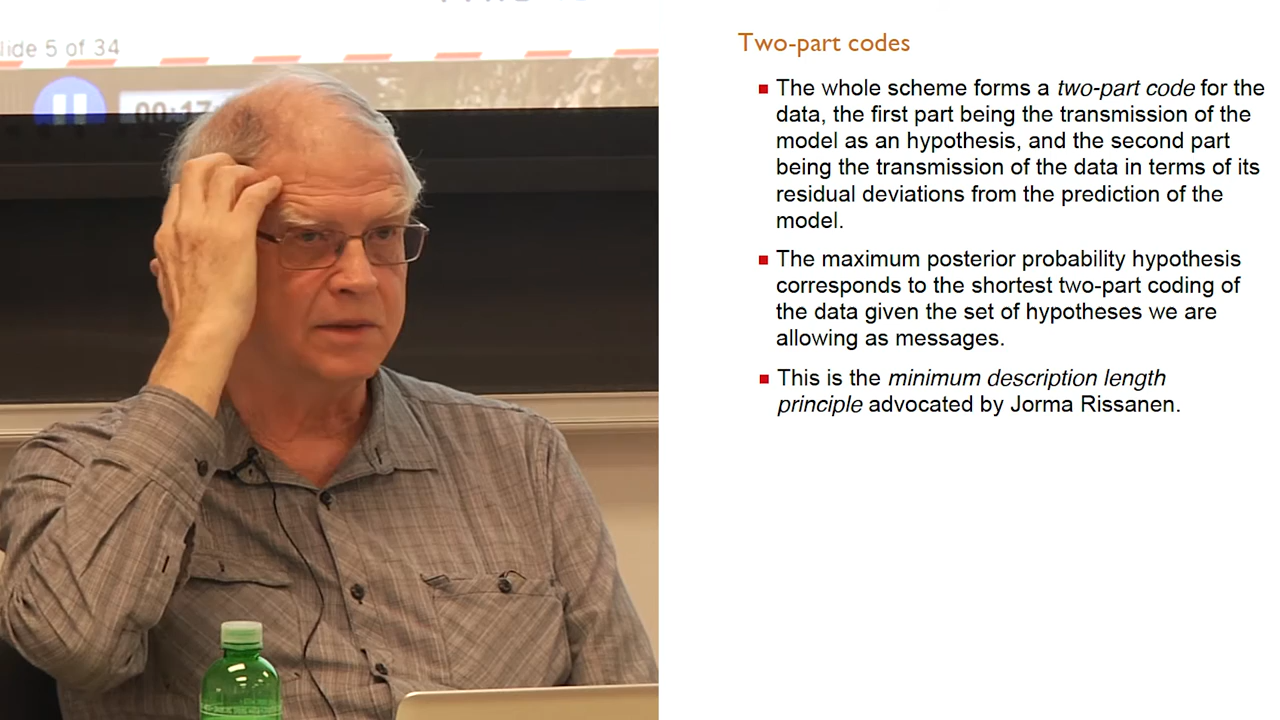 lide 5 of 34
00:17
Two-part codes
The whole scheme forms a two-part code for the
data, the first part being the transmission of the
model as an hypothesis, and the second part
being the transmission of the data in terms of its
residual deviations from the prediction of the
model.
The maximum posterior probability hypothesis
corresponds to the shortest two-part coding of
the data given the set of hypotheses we are
allowing as messages.
This is the minimum description length
principle advocated by Jorma Rissanen.